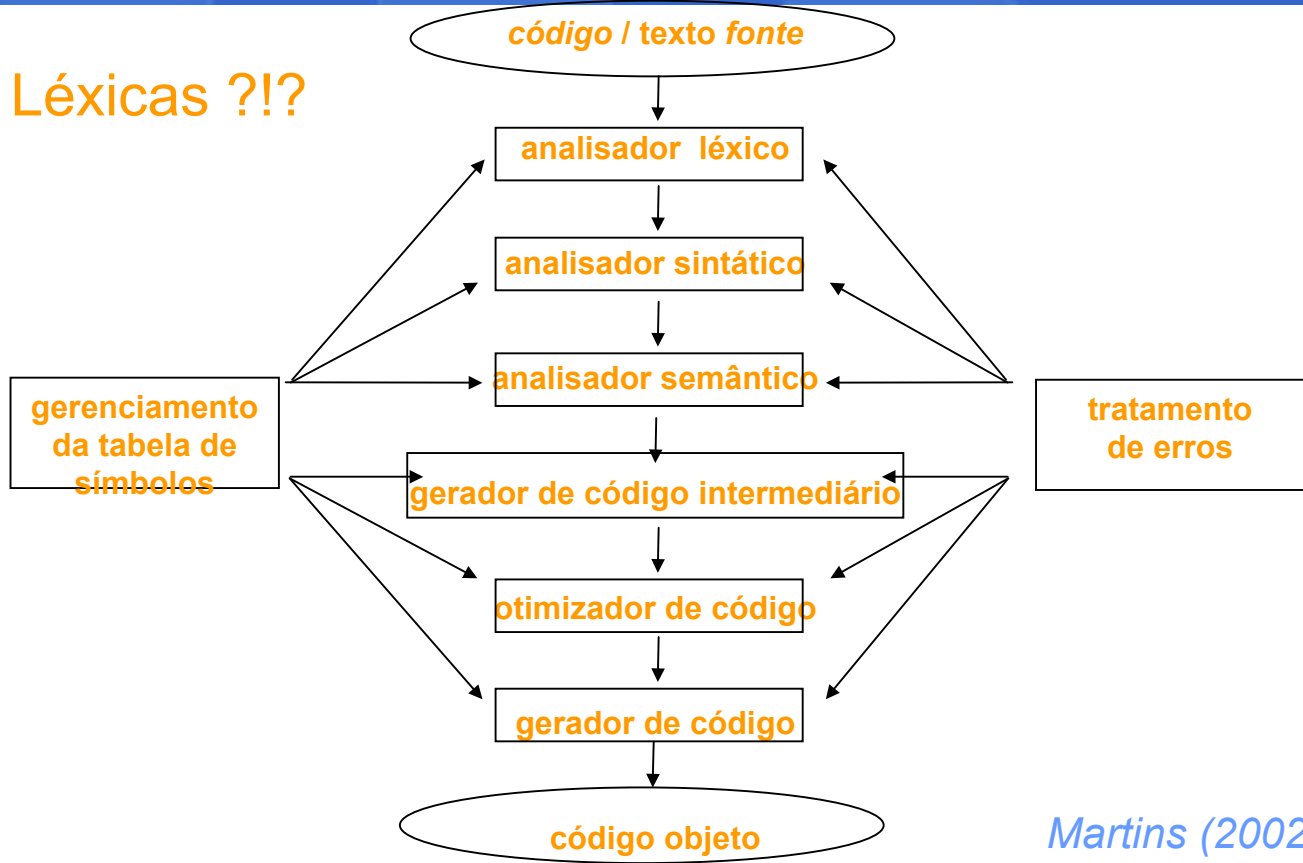 código / texto fonte
Léxicas ?!?
analisador léxico
analisador sintático
analisador semântico
gerenciamento
da tabela de
símbolos
tratamento
de erros
gerador de código intermediário
otimizador de código
gerador de código
código objeto
Martins (2002